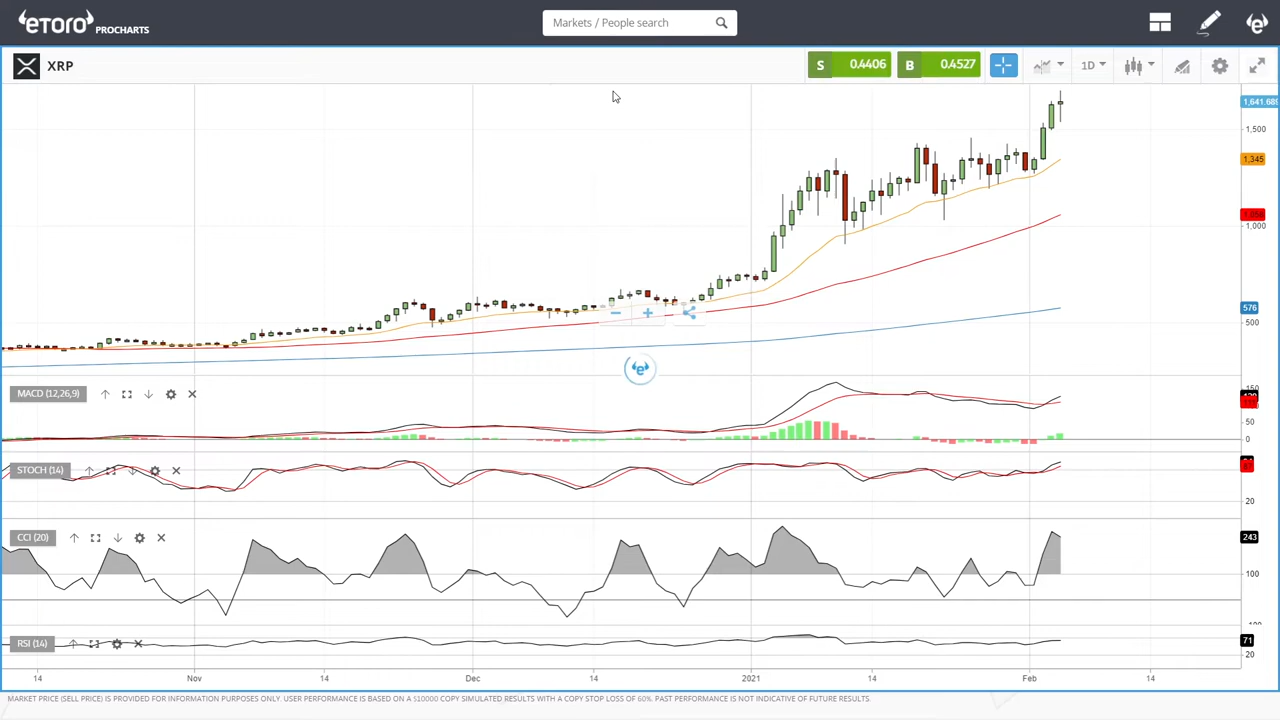 eToro PROCHARTS
Markets / People search
XRP
S 0.4406
B 0.4527
1D
1,641.689
1,500
1,345
1,000
576
500
MACD (12,26,9)
50
0
STOCH (14)
20
CCI (20)
243
100
RSI (14)
71
20
14 Nov 14 Dec 14 2021 14 Feb 14
MARKET PRICE (SELL PRICE) IS PROVIDED FOR INFORMATION PURPOSES ONLY. USER PERFORMANCE IS BASED ON A $10000 COPY SIMULATED RESULTS WITH A COPY STOP LOSS OF 60%. PAST PERFORMANCE IS NOT INDICATIVE OF FUTURE RESULTS.